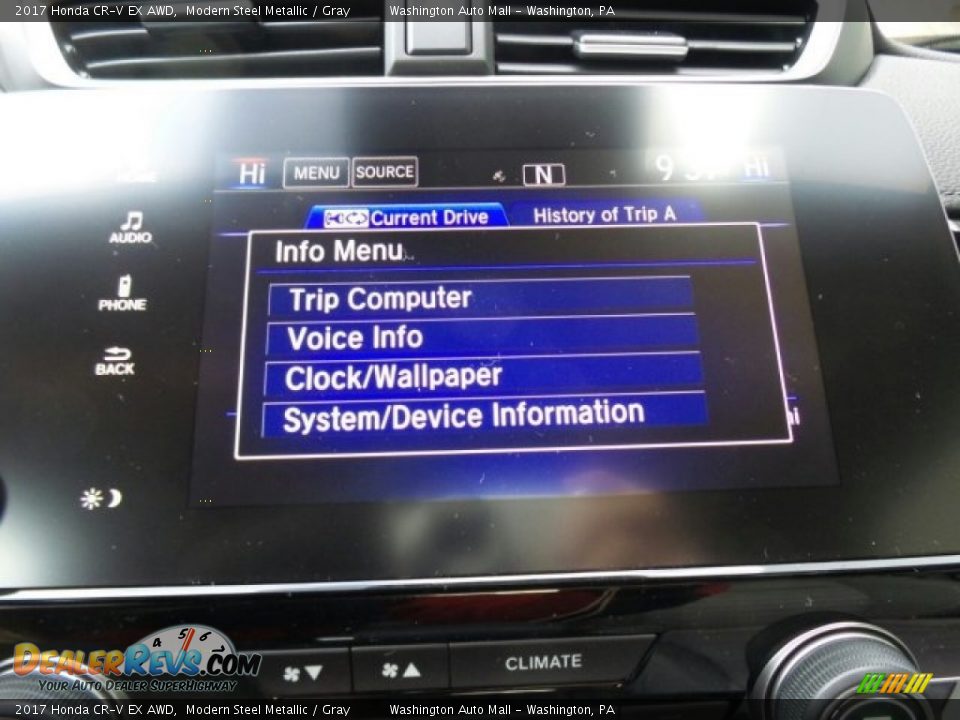 2017 Honda CR-V EX AWD, Modern Steel Metallic / Gray Washington Auto Mall - Washington, PA
Hi MENU SOURCE N Hi
Current Drive History of Trip A
AUDIO
Info Menu
PHONE
Trip Computer
Voice Info
BACK
Clock/Wallpaper
System/Device Information
CLIMATE
4 5 6
DealerRevs.com
Your Auto Dealer SuperHighway
2017 Honda CR-V EX AWD, Modern Steel Metallic / Gray Washington Auto Mall - Washington, PA